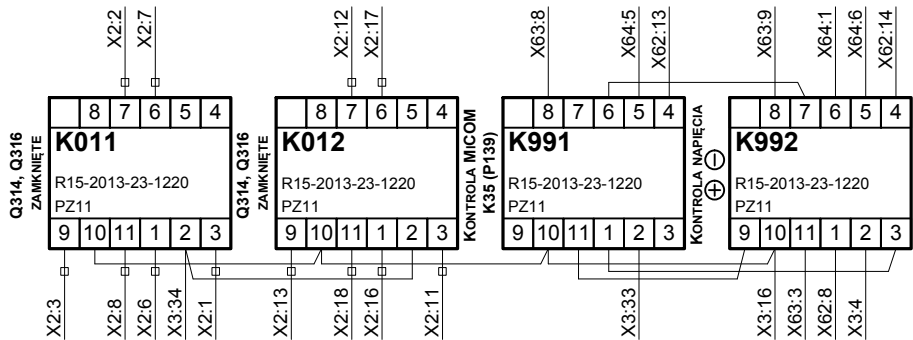 X2:2
X2:7
X2:12
X2:17
X63:8
X64:5
X62:13
X63:9
X64:1
X64:6
X62:14
Q314, Q316
ZAMKNIĘTE
8 7 6 5 4
K011
R15-2013-23-1220
PZ11
9 10 11 1 2 3
Q314, Q316
ZAMKNIĘTE
8 7 6 5 4
K012
R15-2013-23-1220
PZ11
9 10 11 1 2 3
KONTROLA MiCOM
K35 (P139)
8 7 6 5 4
K991
R15-2013-23-1220
PZ11
9 10 11 1 2 3
KONTROLA NAPIĘCIA
⊕ ⊖
8 7 6 5 4
K992
R15-2013-23-1220
PZ11
9 10 11 1 2 3
X2:3
X2:8
X2:6
X3:34
X2:1
X2:13
X2:18
X2:16
X2:11
X3:33
X3:16
X63:3
X62:8
X3:4